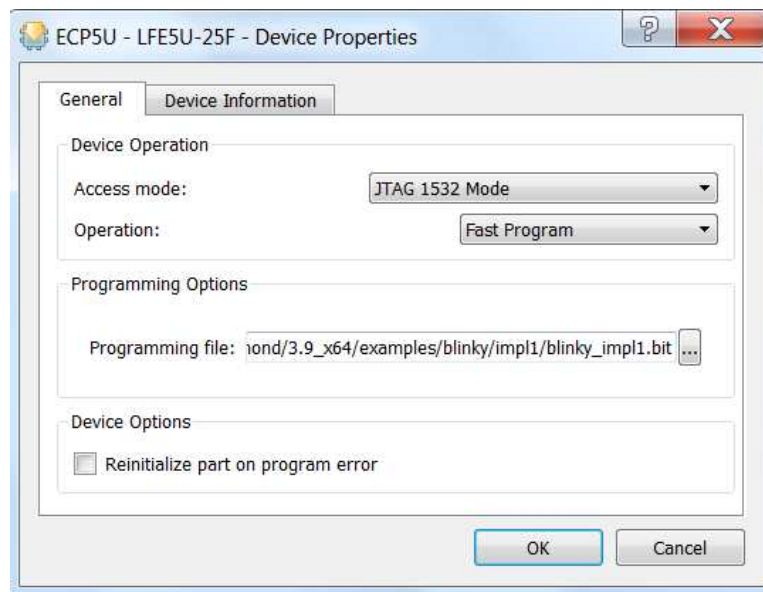 ECP5U - LFE5U-25F - Device Properties
General Device Information
Device Operation
Access mode: JTAG 1532 Mode
Operation: Fast Program
Programming Options
Programming file: ond/3.9_x64/examples/blinky/impl1/blinky_impl1.bit ...
Device Options
Reinitialize part on program error
OK Cancel